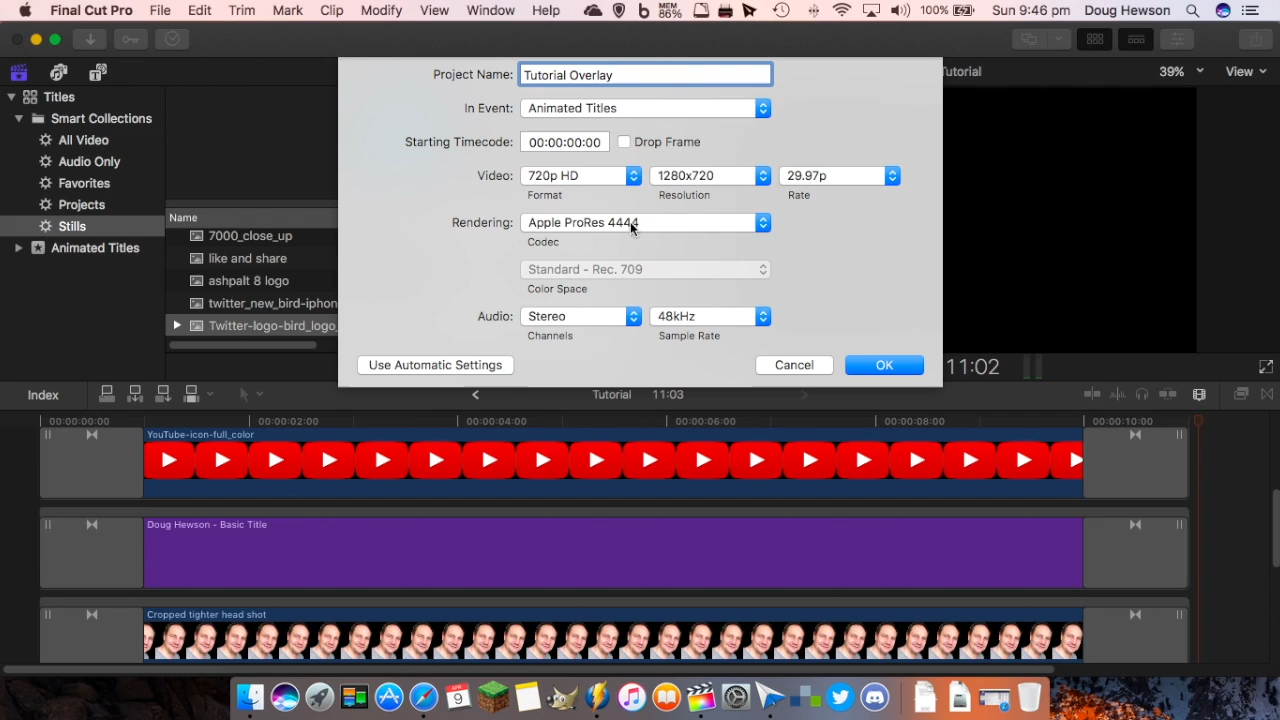 Final Cut Pro File Edit Trim Mark Clip Modify View Window Help MEM 86% 100% Sun 9:46 pm Doug Hewson
Project Name: Tutorial Overlay
In Event: Animated Titles
Starting Timecode: 00:00:00:00 Drop Frame
Video: 720p HD 1280x720 29.97p
Format Resolution Rate
Rendering: Apple ProRes 4444
Codec
Standard - Rec. 709
Color Space
Audio: Stereo 48kHz
Channels Sample Rate
Use Automatic Settings Cancel OK
Tutorial 39% View
Titles
Smart Collections
All Video
Audio Only
Favorites
Projects
Stills
Animated Titles
Name
7000_close_up
like and share
ashpalt 8 logo
twitter_new_bird-iphon
Twitter-logo-bird_logo_
11:02
Index Tutorial 11:03
00:00:00:00 00:00:02:00 00:00:04:00 00:00:06:00 00:00:08:00 00:00:10:00
YouTube-icon-full_color
Doug Hewson - Basic Title
Cropped tighter head shot
APR 9